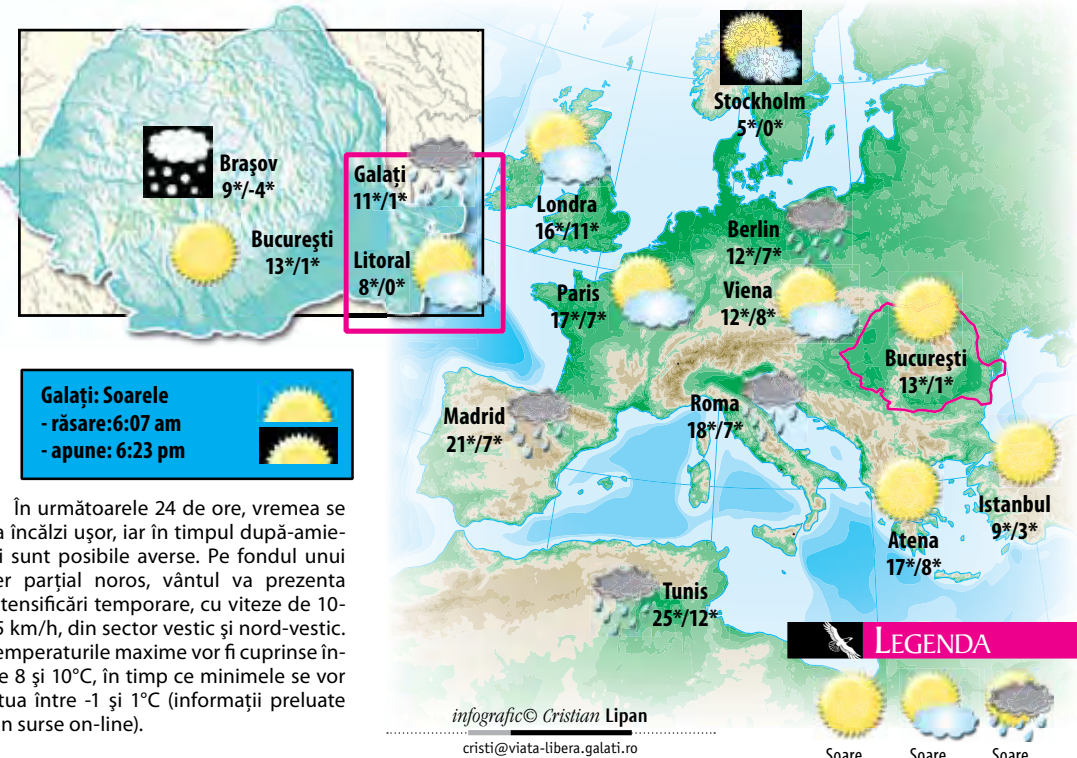 Stockholm
5*/0*
Braşov
9*/-4*
Galaţi
11*/1*
Bucureşti
13*/1*
Litoral
8*/0*
Londra
16*/11*
Berlin
12*/7*
Paris
17*/7*
Viena
12*/8*
Bucureşti
13*/1*
Madrid
21*/7*
Roma
18*/7*
Istanbul
9*/3*
Atena
17*/8*
Tunis
25*/12*
Galaţi: Soarele
- răsare:6:07 am
- apune: 6:23 pm
În următoarele 24 de ore, vremea se
a încălzi uşor, iar în timpul după-amie-
i sunt posibile averse. Pe fondul unui
er parţial noros, vântul va prezenta
tensificări temporare, cu viteze de 10-
5 km/h, din sector vestic şi nord-vestic.
emperaturile maxime vor fi cuprinse în-
e 8 şi 10°C, în timp ce minimele se vor
tua între -1 şi 1°C (informaţii preluate
n surse on-line).
LEGENDA
infografic© Cristian Lipan
cristi@viata-libera.galati.ro
Soare Soare Soare